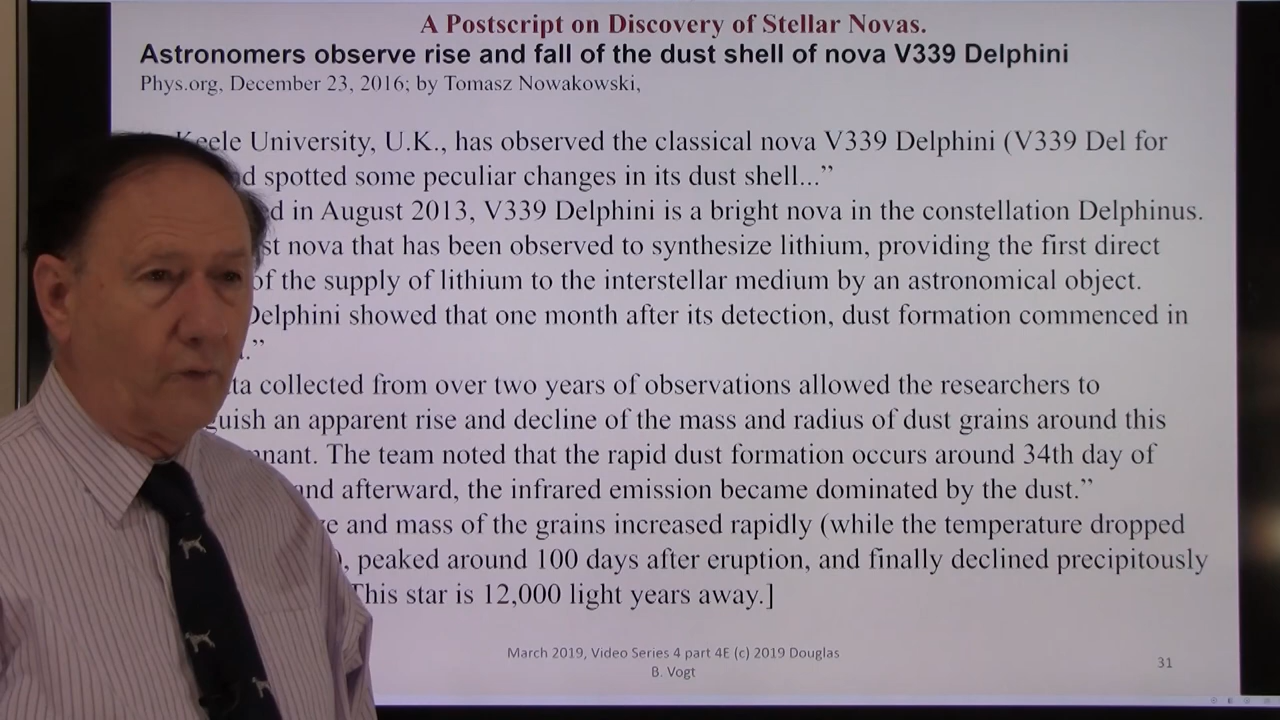 A Postscript on Discovery of Stellar Novas.
Astronomers observe rise and fall of the dust shell of nova V339 Delphini
Phys.org, December 23, 2016; by Tomasz Nowakowski,
Keele University, U.K., has observed the classical nova V339 Delphini (V339 Del for
spotted some peculiar changes in its dust shell...”
in August 2013, V339 Delphini is a bright nova in the constellation Delphinus.
nova that has been observed to synthesize lithium, providing the first direct
of the supply of lithium to the interstellar medium by an astronomical object.
Delphini showed that one month after its detection, dust formation commenced in
collected from over two years of observations allowed the researchers to
an apparent rise and decline of the mass and radius of dust grains around this
The team noted that the rapid dust formation occurs around 34th day of
and afterward, the infrared emission became dominated by the dust.”
and mass of the grains increased rapidly (while the temperature dropped
, peaked around 100 days after eruption, and finally declined precipitously
This star is 12,000 light years away.]
March 2019, Video Series 4 part 4E (c) 2019 Douglas
B. Vogt
31